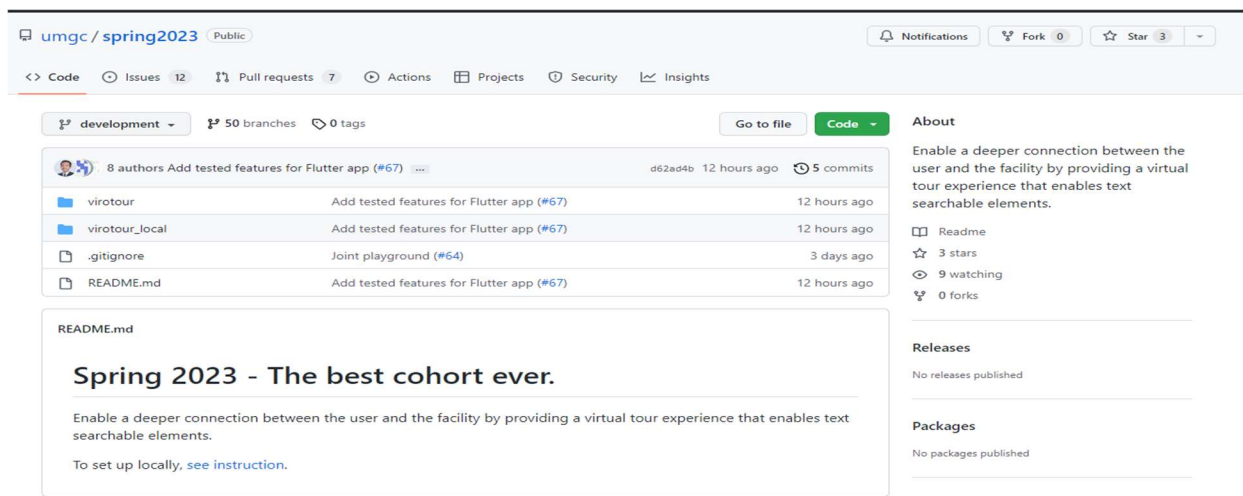 umgc / spring2023 Public
Notifications Fork 0 Star 3
Code Issues 12 Pull requests 7 Actions Projects Security Insights
development 50 branches 0 tags Go to file Code
8 authors Add tested features for Flutter app (#67) ... d62ad4b 12 hours ago 5 commits
virotour Add tested features for Flutter app (#67) 12 hours ago
virotour_local Add tested features for Flutter app (#67) 12 hours ago
.gitignore Joint playground (#64) 3 days ago
README.md Add tested features for Flutter app (#67) 12 hours ago
README.md
Spring 2023 - The best cohort ever.
Enable a deeper connection between the user and the facility by providing a virtual tour experience that enables text
searchable elements.
To set up locally, see instruction.
About
Enable a deeper connection between the
user and the facility by providing a virtual
tour experience that enables text
searchable elements.
Readme
3 stars
9 watching
0 forks
Releases
No releases published
Packages
No packages published